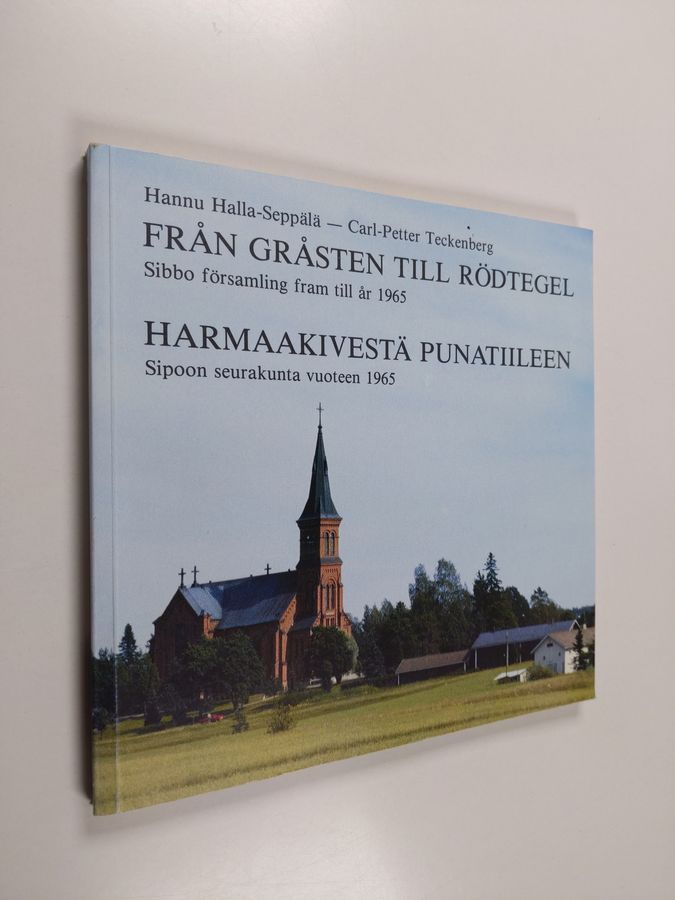 Hannu Halla-Seppälä — Carl-Petter Teckenberg
FRÅN GRÅSTEN TILL RÖDTEGEL
Sibbo församling fram till år 1965
HARMAAKIVESTÄ PUNATIILEEN
Sipoon seurakunta vuoteen 1965